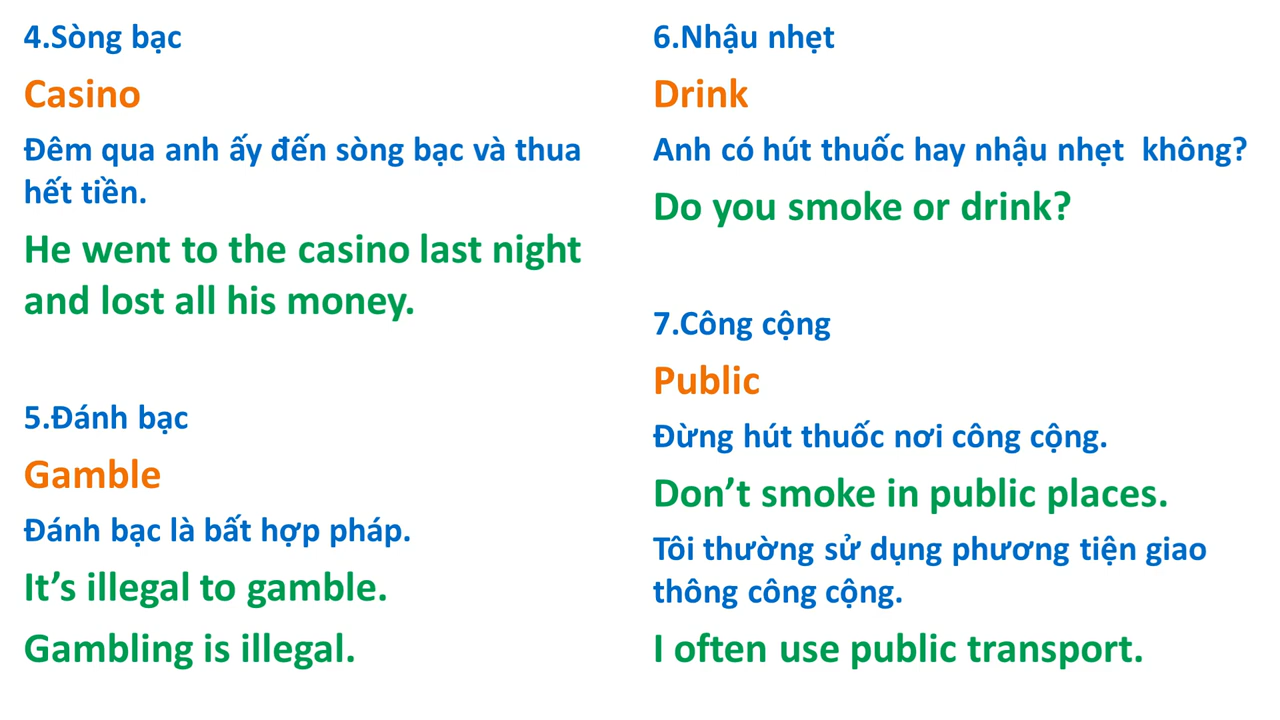 4.Sòng bạc
Casino
Đêm qua anh ấy đến sòng bạc và thua
hết tiền.
He went to the casino last night
and lost all his money.
5.Đánh bạc
Gamble
Đánh bạc là bất hợp pháp.
It’s illegal to gamble.
Gambling is illegal.
6.Nhậu nhẹt
Drink
Anh có hút thuốc hay nhậu nhẹt  không?
Do you smoke or drink?
7.Công cộng
Public
Đừng hút thuốc nơi công cộng.
Don’t smoke in public places.
Tôi thường sử dụng phương tiện giao
thông công cộng.
I often use public transport.